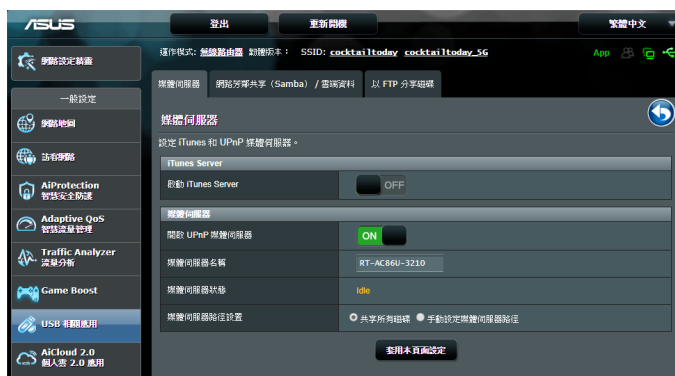 ASUS
登出
重新開機
繁體中文
運作模式: 無線路由器 韌體版本: SSID: cocktailtoday cocktailtoday_5G
App
網路設定精靈
一般設定
網路地圖
訪客網路
AiProtection
智慧安全防護
Adaptive QoS
智慧流量管理
Traffic Analyzer
流量分析
Game Boost
USB 相關應用
AiCloud 2.0
個人雲 2.0 應用
媒體伺服器
網路芳鄰共享 (Samba) / 雲端資料
以 FTP 分享磁碟
媒體伺服器
設定 iTunes 和 UPnP 媒體伺服器。
iTunes Server
啟動 iTunes Server
OFF
媒體伺服器
開啟 UPnP 媒體伺服器
ON
媒體伺服器名稱
RT-AC86U-3210
媒體伺服器狀態
Idle
媒體伺服器路徑設置
共享所有磁碟
手動設定媒體伺服器路徑
套用本頁面設定